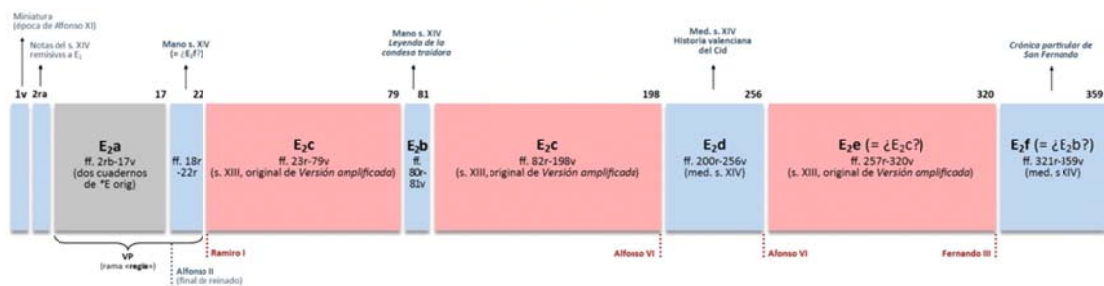 Miniatura
(época de Alfonso XI)
Notas del s. XIV
remisivas a E₂
Mano s. XIV
(= ¿E₂f?)
Mano s. XIV
Leyenda de la
condesa traidora
Med. s. XIV
Historia valenciana
del Cid
Crónica particular de
San Fernando
1v 2ra 17 22 79 81 198 256 320 359
E₂a
ff. 2rb-17v
(dos cuadernos
de *E orig)
ff. 18r
-22r
E₂c
ff. 23r-79v
(s. XIII, original de Versión amplificada)
E₂b
ff.
80r-
81v
E₂c
ff. 82r-198v
(s. XIII, original de Versión amplificada)
E₂d
ff. 200r-256v
(med. s. XIV)
E₂e (= ¿E₂c?)
ff. 257r-320v
(s. XIII, original de Versión amplificada)
E₂f (= ¿E₂b?)
ff. 321r-359v
(med. s. XIV)
VP
(rama «regia»)
Alfonso II
(final de reinado)
Ramiro I
Alfonso VI
Alfonso VI
Fernando III